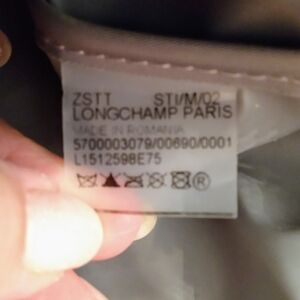 ZSTT STI/M/02
LONGCHAMP PARIS
MADE IN ROMANIA
5700003079/00690/0001
L1512598E75
®